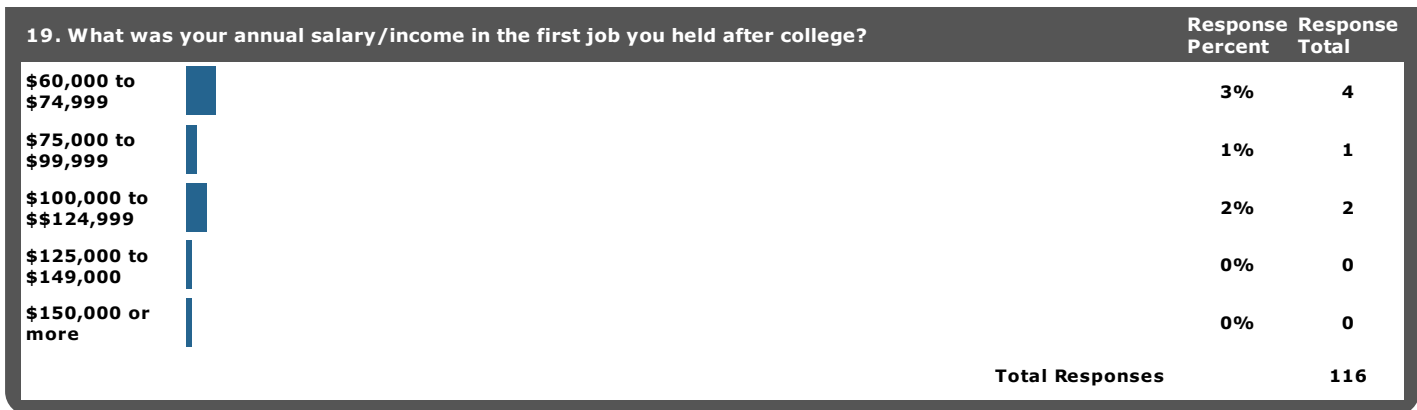 19. What was your annual salary/income in the first job you held after college? Response Response
Percent Total
$60,000 to
$74,999 3% 4
$75,000 to
$99,999 1% 1
$100,000 to
$$124,999 2% 2
$125,000 to
$149,000 0% 0
$150,000 or
more 0% 0
Total Responses 116